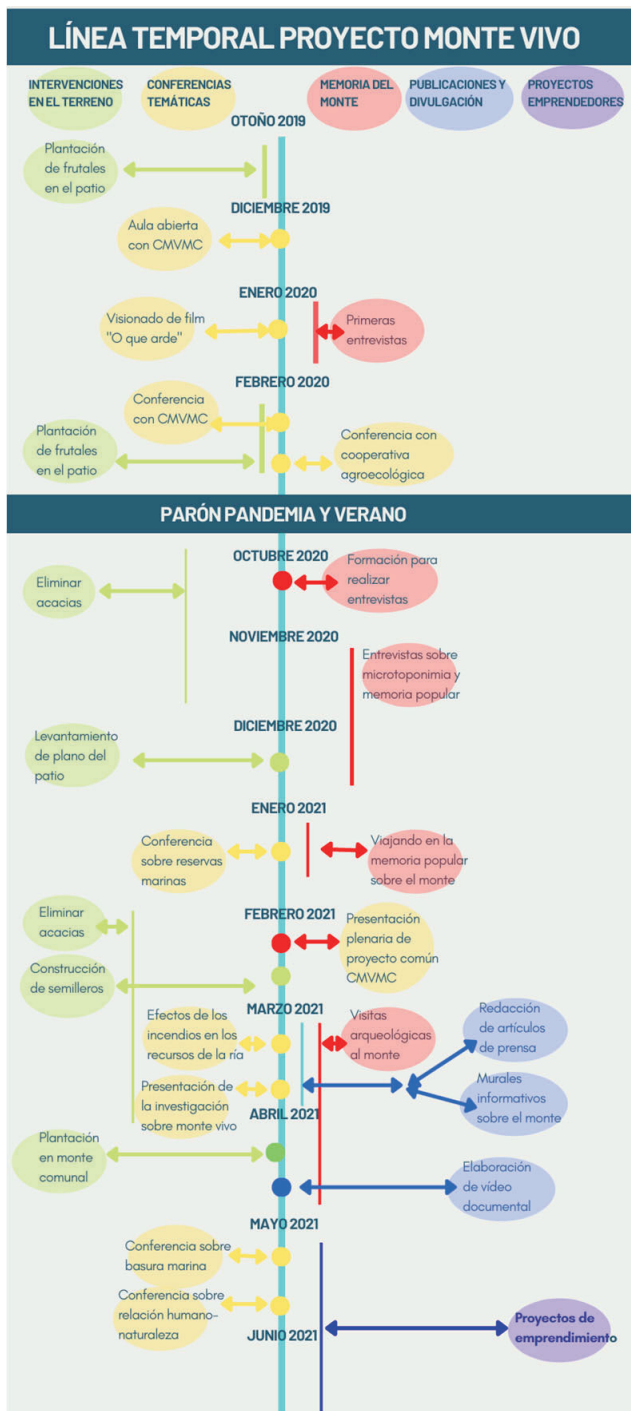 LÍNEA TEMPORAL PROYECTO MONTE VIVO
INTERVENCIONES
EN EL TERRENO
CONFERENCIAS
TEMÁTICAS
MEMORIA DEL
MONTE
PUBLICACIONES Y
DIVULGACIÓN
PROYECTOS
EMPRENDEDORES
OTOÑO 2019
Plantación
de frutales
en el patio
DICIEMBRE 2019
Aula abierta
con CMVMC
ENERO 2020
Visionado de film
"O que arde"
Primeras
entrevistas
FEBRERO 2020
Conferencia
con CMVMC
Plantación
de frutales
en el patio
Conferencia con
cooperativa
agroecológica
PARÓN PANDEMIA Y VERANO
OCTUBRE 2020
Eliminar
acacias
Formación para
realizar
entrevistas
NOVIEMBRE 2020
Entrevistas sobre
microtoponimia y
memoria popular
DICIEMBRE 2020
Levantamiento
de plano del
patio
ENERO 2021
Conferencia
sobre reservas
marinas
Viajando en la
memoria popular
sobre el monte
FEBRERO 2021
Eliminar
acacias
Presentación
plenaria de
proyecto común
CMVMC
Construcción
de semilleros
MARZO 2021
Efectos de los
incendios en los
recursos de la ría
Visitas
arqueológicas
al monte
Redacción
de artículos
de prensa
Presentación de
la investigación
sobre monte vivo
Murales
informativos
sobre el monte
ABRIL 2021
Plantación
en monte
comunal
Elaboración
de vídeo
documental
MAYO 2021
Conferencia sobre
basura marina
Conferencia sobre
relación humano-
naturaleza
JUNIO 2021
Proyectos de
emprendimiento